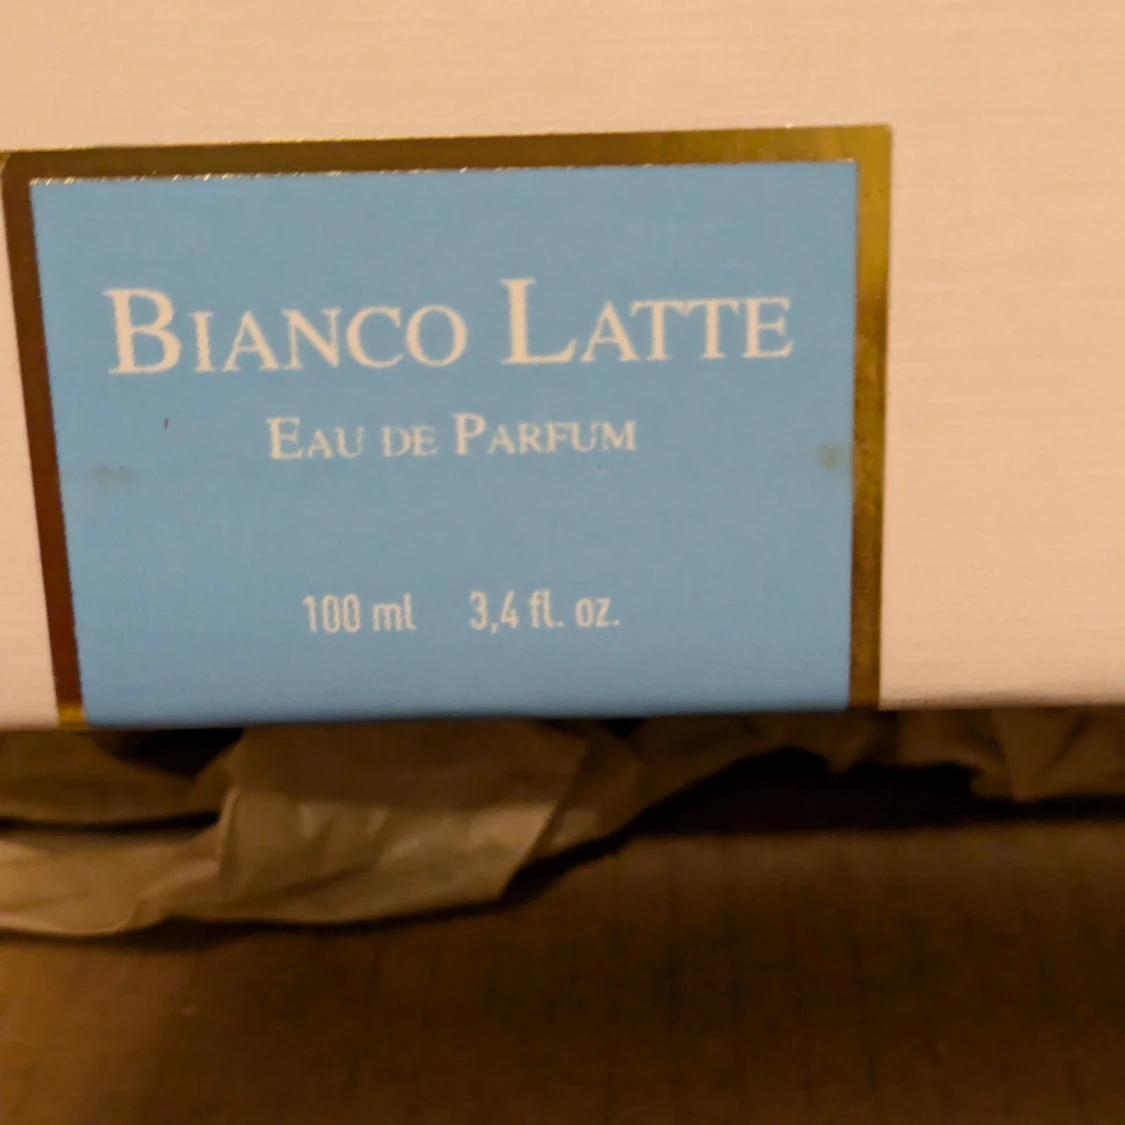 BIANCO LATTE
EAU DE PARFUM
100 ml 3,4 fl. oz.